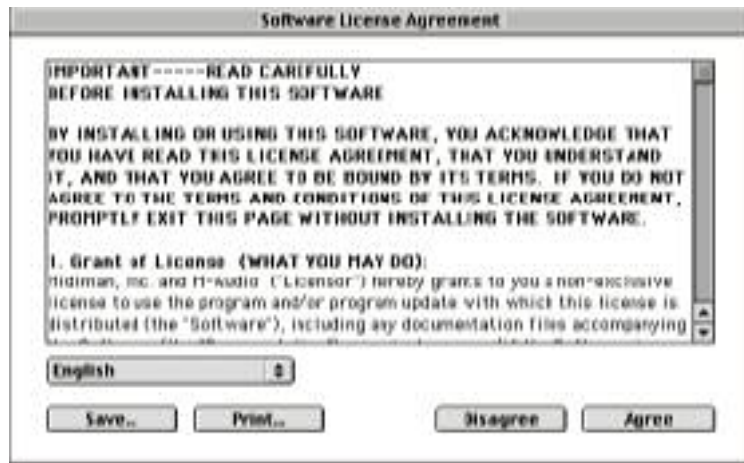 Software License Agreement
IMPORTANT-----READ CAREFULLY
BEFORE INSTALLING THIS SOFTWARE
BY INSTALLING OR USING THIS SOFTWARE, YOU ACKNOWLEDGE THAT
YOU HAVE READ THIS LICENSE AGREEMENT, THAT YOU UNDERSTAND
IT, AND THAT YOU AGREE TO BE BOUND BY ITS TERMS. IF YOU DO NOT
AGREE TO THE TERMS AND CONDITIONS OF THIS LICENSE AGREEMENT,
PROMPTLY EXIT THIS PAGE WITHOUT INSTALLING THE SOFTWARE.
1. Grant of License (WHAT YOU MAY DO):
Midiman, Inc. and M-Audio ("Licensor") hereby grants to you a non-exclusive
license to use the program and/or program update with which this license is
distributed (the "Software"), including any documentation files accompanying
English
Save..
Print..
Disagree
Agree